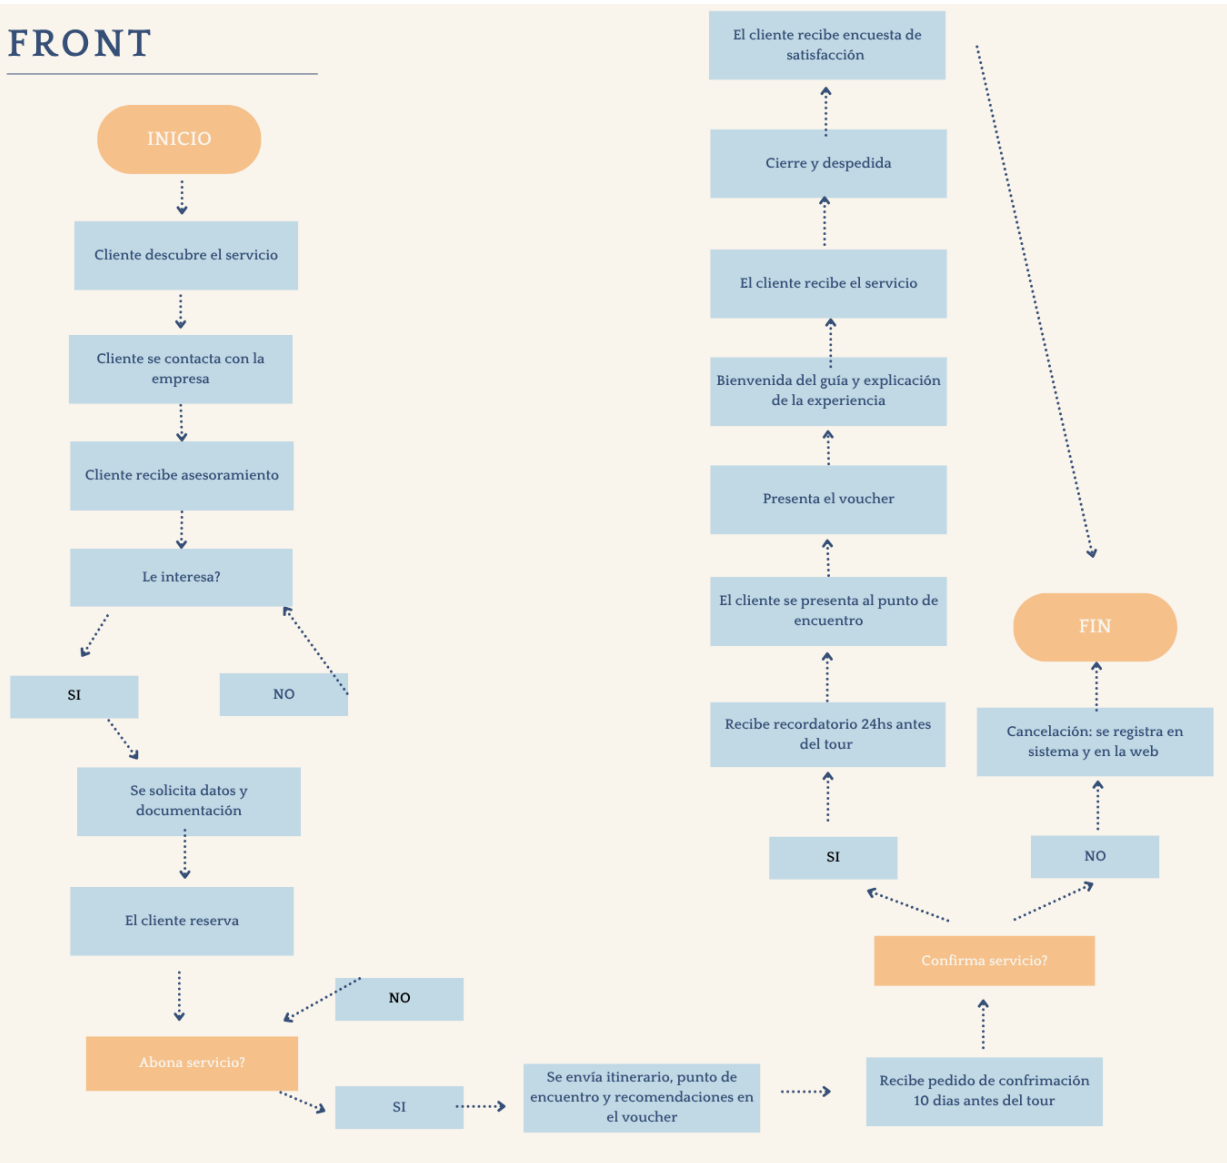 FRONT
INICIO
Cliente descubre el servicio
Cliente se contacta con la
empresa
Cliente recibe asesoramiento
Le interesa?
SI
NO
Se solicita datos y
documentación
El cliente reserva
NO
Abona servicio?
SI
Se envía itinerario, punto de
encuentro y recomendaciones en
el voucher
Recibe pedido de confrimación
10 dias antes del tour
Confirma servicio?
SI
NO
Recibe recordatorio 24hs antes
del tour
Cancelación: se registra en
sistema y en la web
El cliente se presenta al punto de
encuentro
FIN
Presenta el voucher
Bienvenida del guía y explicación
de la experiencia
El cliente recibe el servicio
Cierre y despedida
El cliente recibe encuesta de
satisfacción